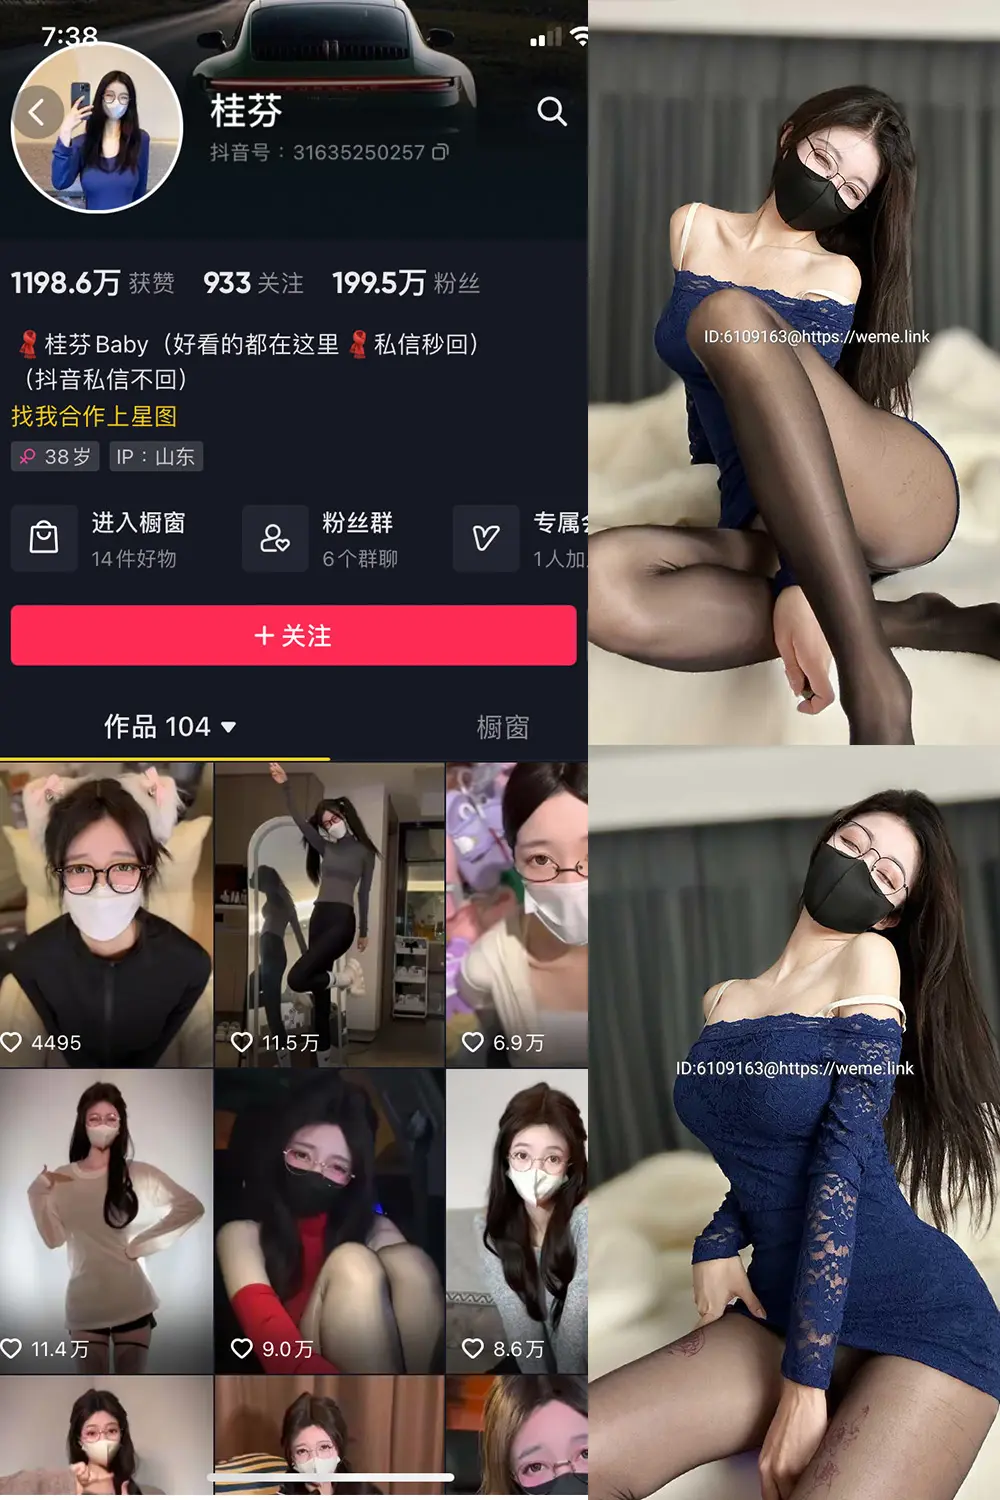 7:38
桂芬
抖音号：31635250257
1198.6万 获赞 933 关注 199.5万 粉丝
桂芬Baby（好看的都在这里 私信秒回）
（抖音私信不回）
找我合作上星图
38岁 IP：山东
进入橱窗
14件好物
粉丝群
6个群聊
专属
1人加
+ 关注
作品 104 橱窗
4495
11.5万
6.9万
11.4万
9.0万
8.6万
ID:6109163@https://weme.link
ID:6109163@https://weme.link